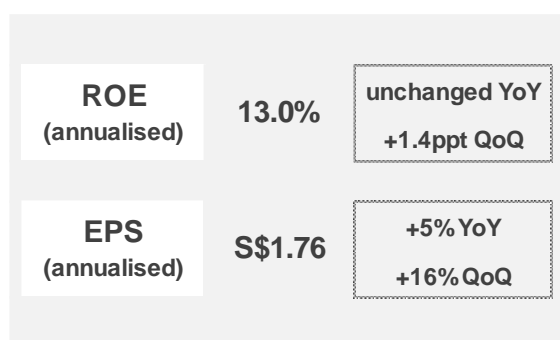 ROE
(annualised)
13.0%
unchanged YoY
+1.4ppt QoQ
EPS
(annualised)
S$1.76
+5% YoY
+16% QoQ